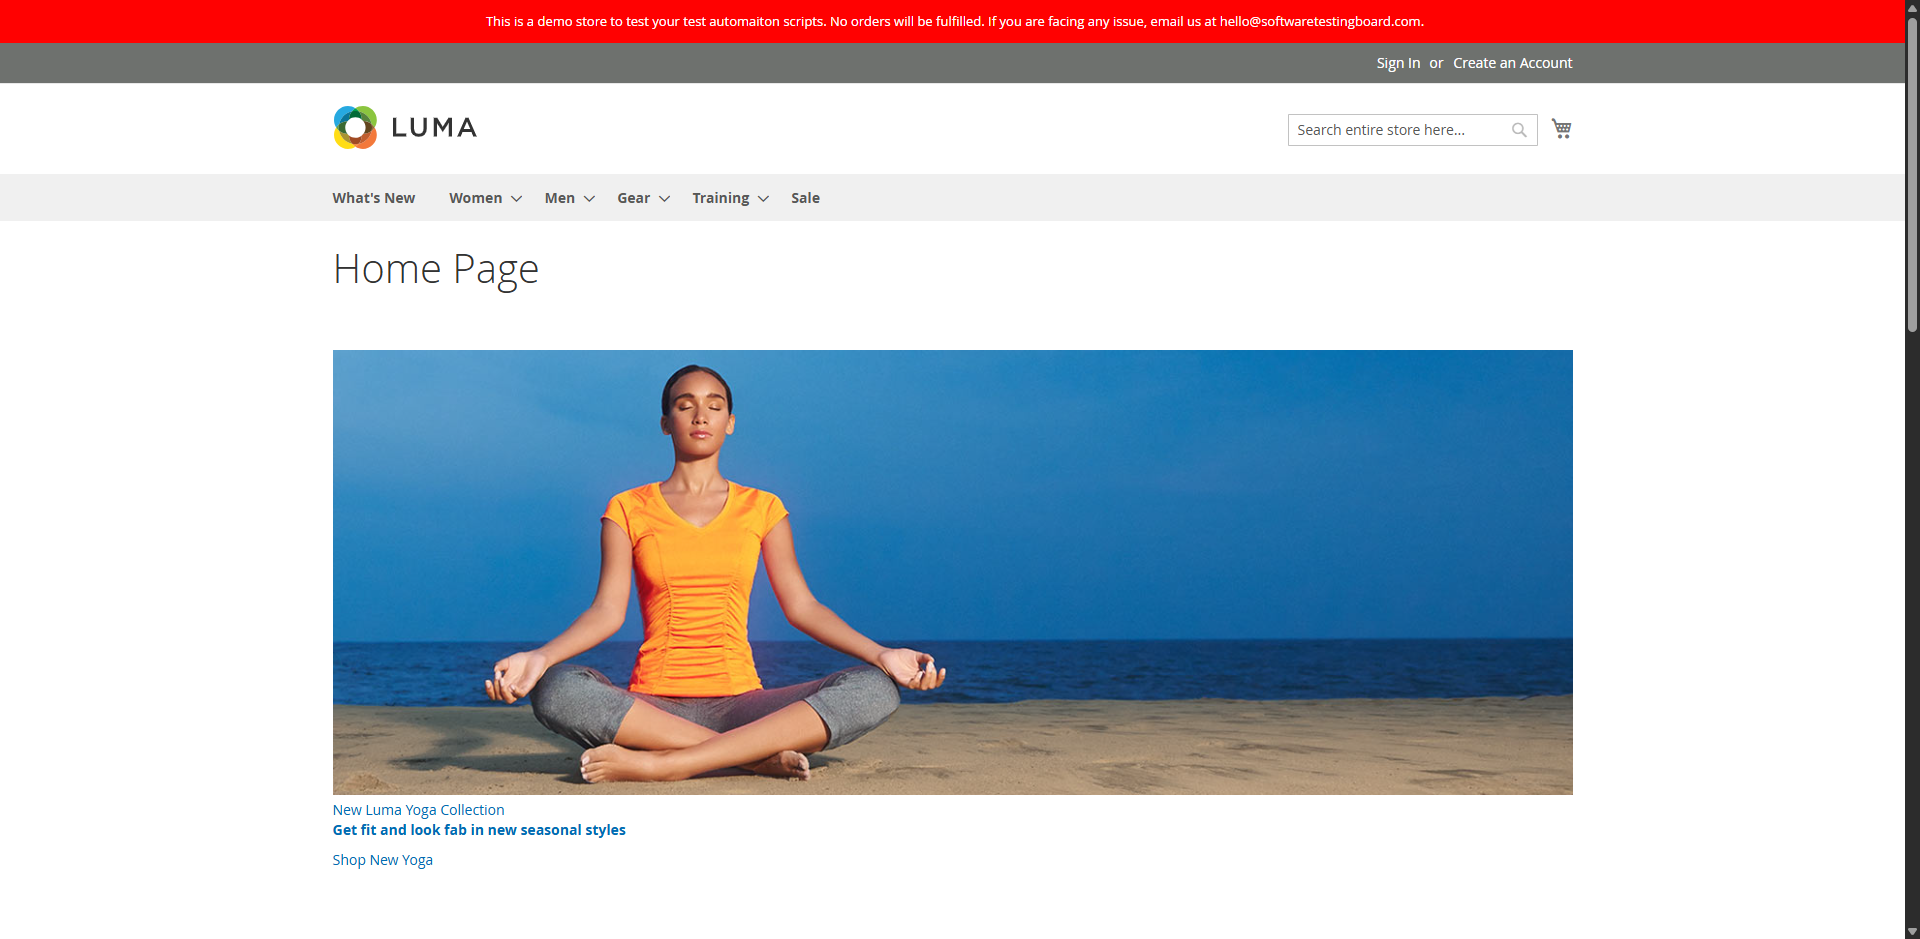 This is a demo store to test your test automaiton scripts. No orders will be fulfilled. If you are facing any issue, email us at hello@softwaretestingboard.com.
Sign In or Create an Account
LUMA
Search entire store here...
What's New Women Men Gear Training Sale
Home Page
New Luma Yoga Collection
Get fit and look fab in new seasonal styles
Shop New Yoga